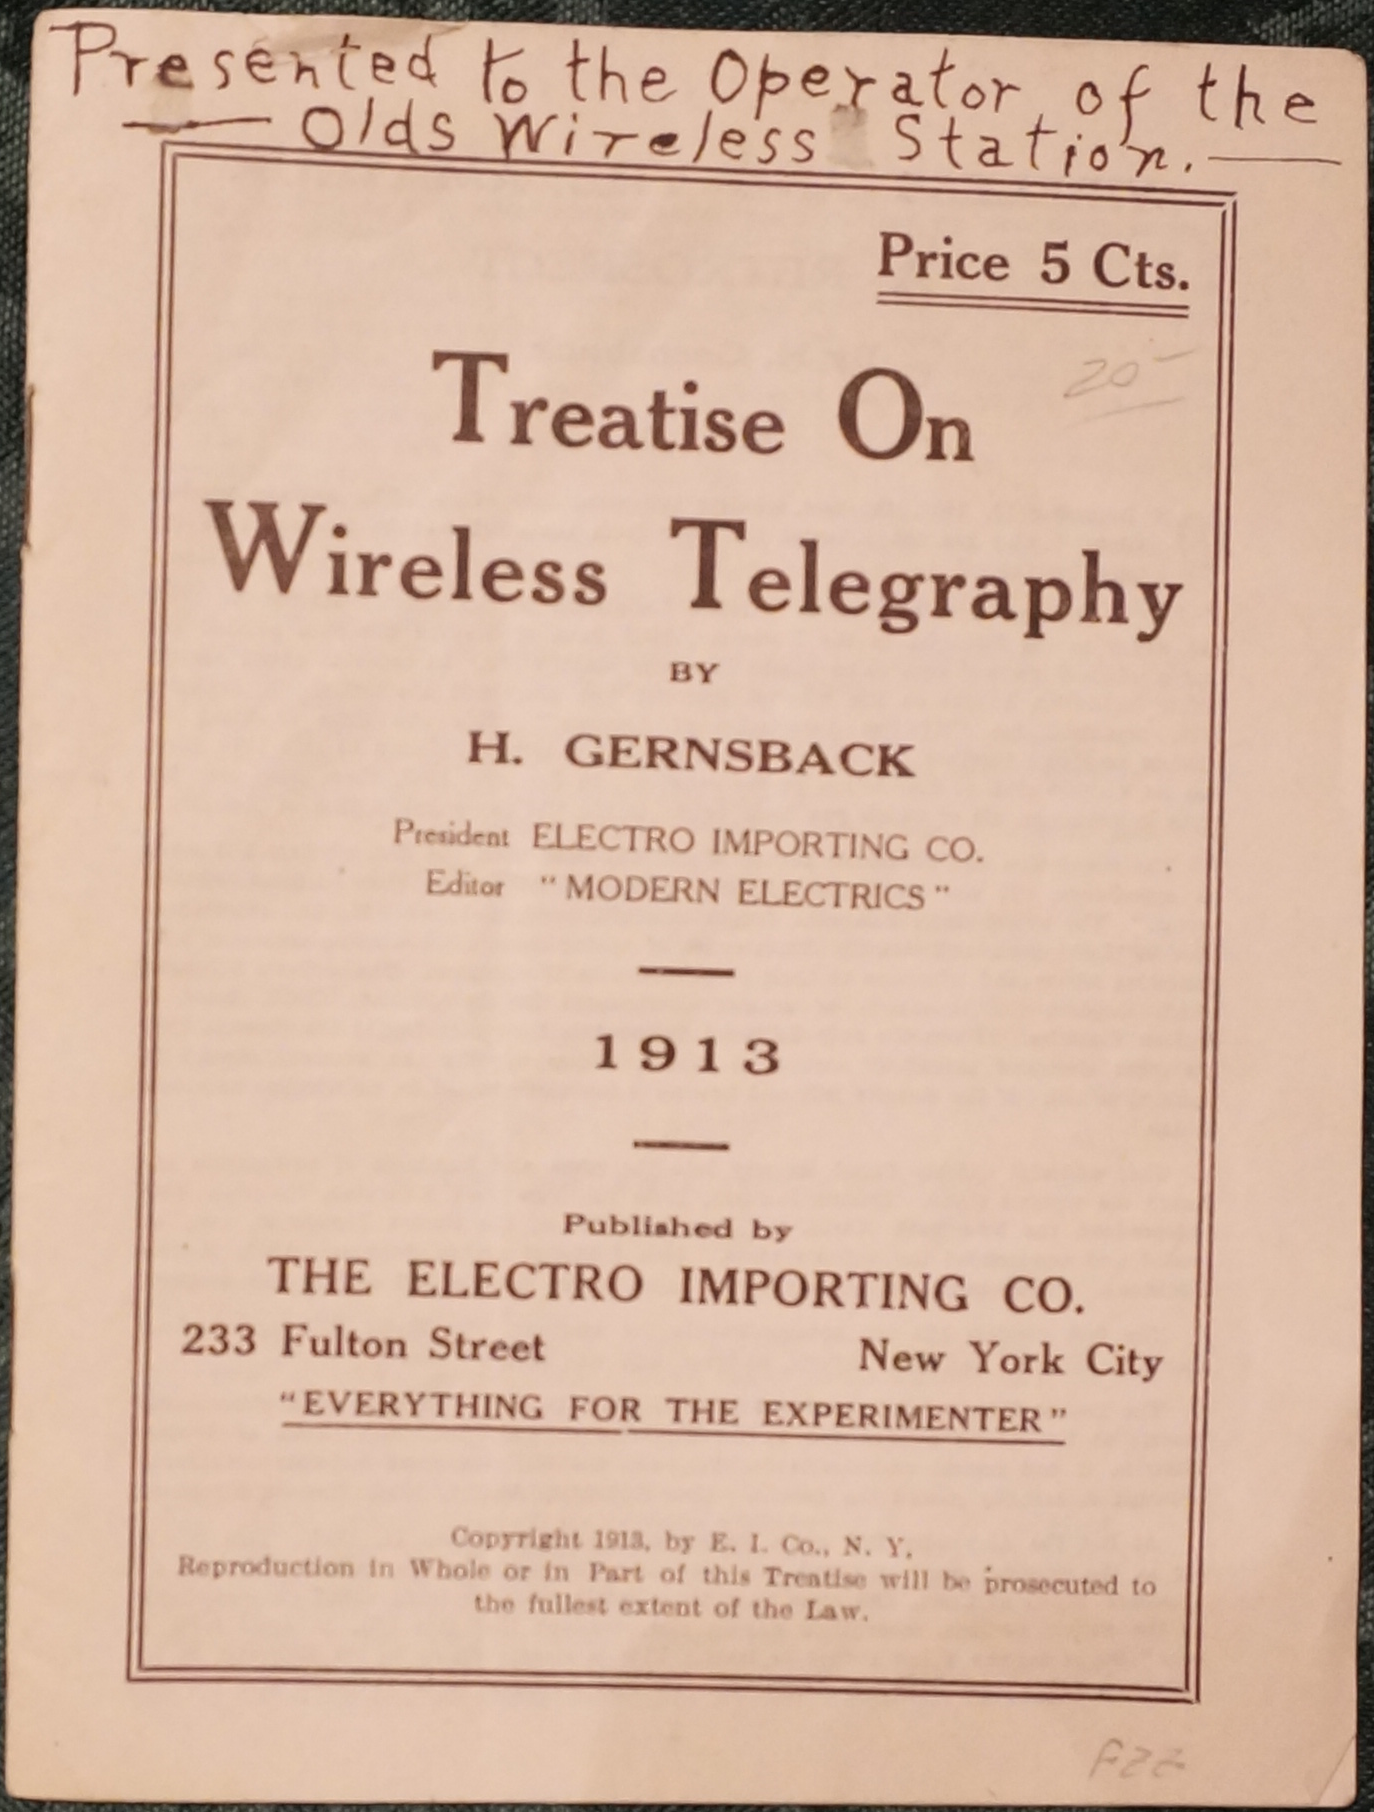 Presented to the Operator of the
— Olds Wireless Station. —
Price 5 Cts.
20-
Treatise On
Wireless Telegraphy
BY
H. GERNSBACK
President ELECTRO IMPORTING CO.
Editor "MODERN ELECTRICS"
1913
Published by
THE ELECTRO IMPORTING CO.
233 Fulton Street New York City
"EVERYTHING FOR THE EXPERIMENTER"
Copyright 1913, by E. I. Co., N. Y.
Reproduction in Whole or in Part of this Treatise will be prosecuted to
the fullest extent of the Law.